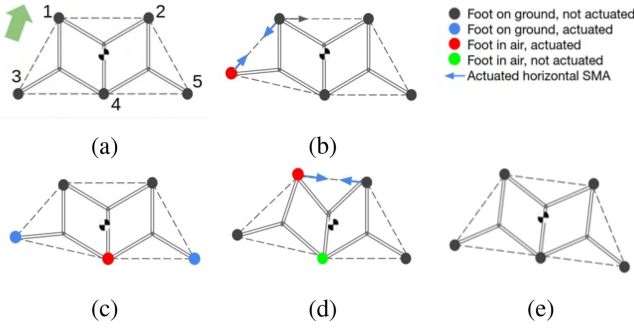 1
2
3
4
5
(a)
(b)
Foot on ground, not actuated
Foot on ground, actuated
Foot in air, actuated
Foot in air, not actuated
Actuated horizontal SMA
(c)
(d)
(e)